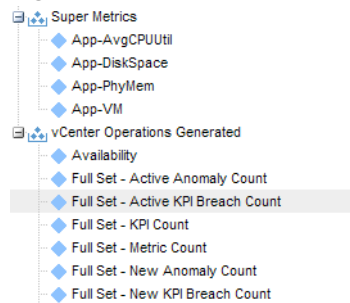 Super Metrics
App-AvgCPUUtil
App-DiskSpace
App-PhyMem
App-VM
vCenter Operations Generated
Availability
Full Set - Active Anomaly Count
Full Set - Active KPI Breach Count
Full Set - KPI Count
Full Set - Metric Count
Full Set - New Anomaly Count
Full Set - New KPI Breach Count